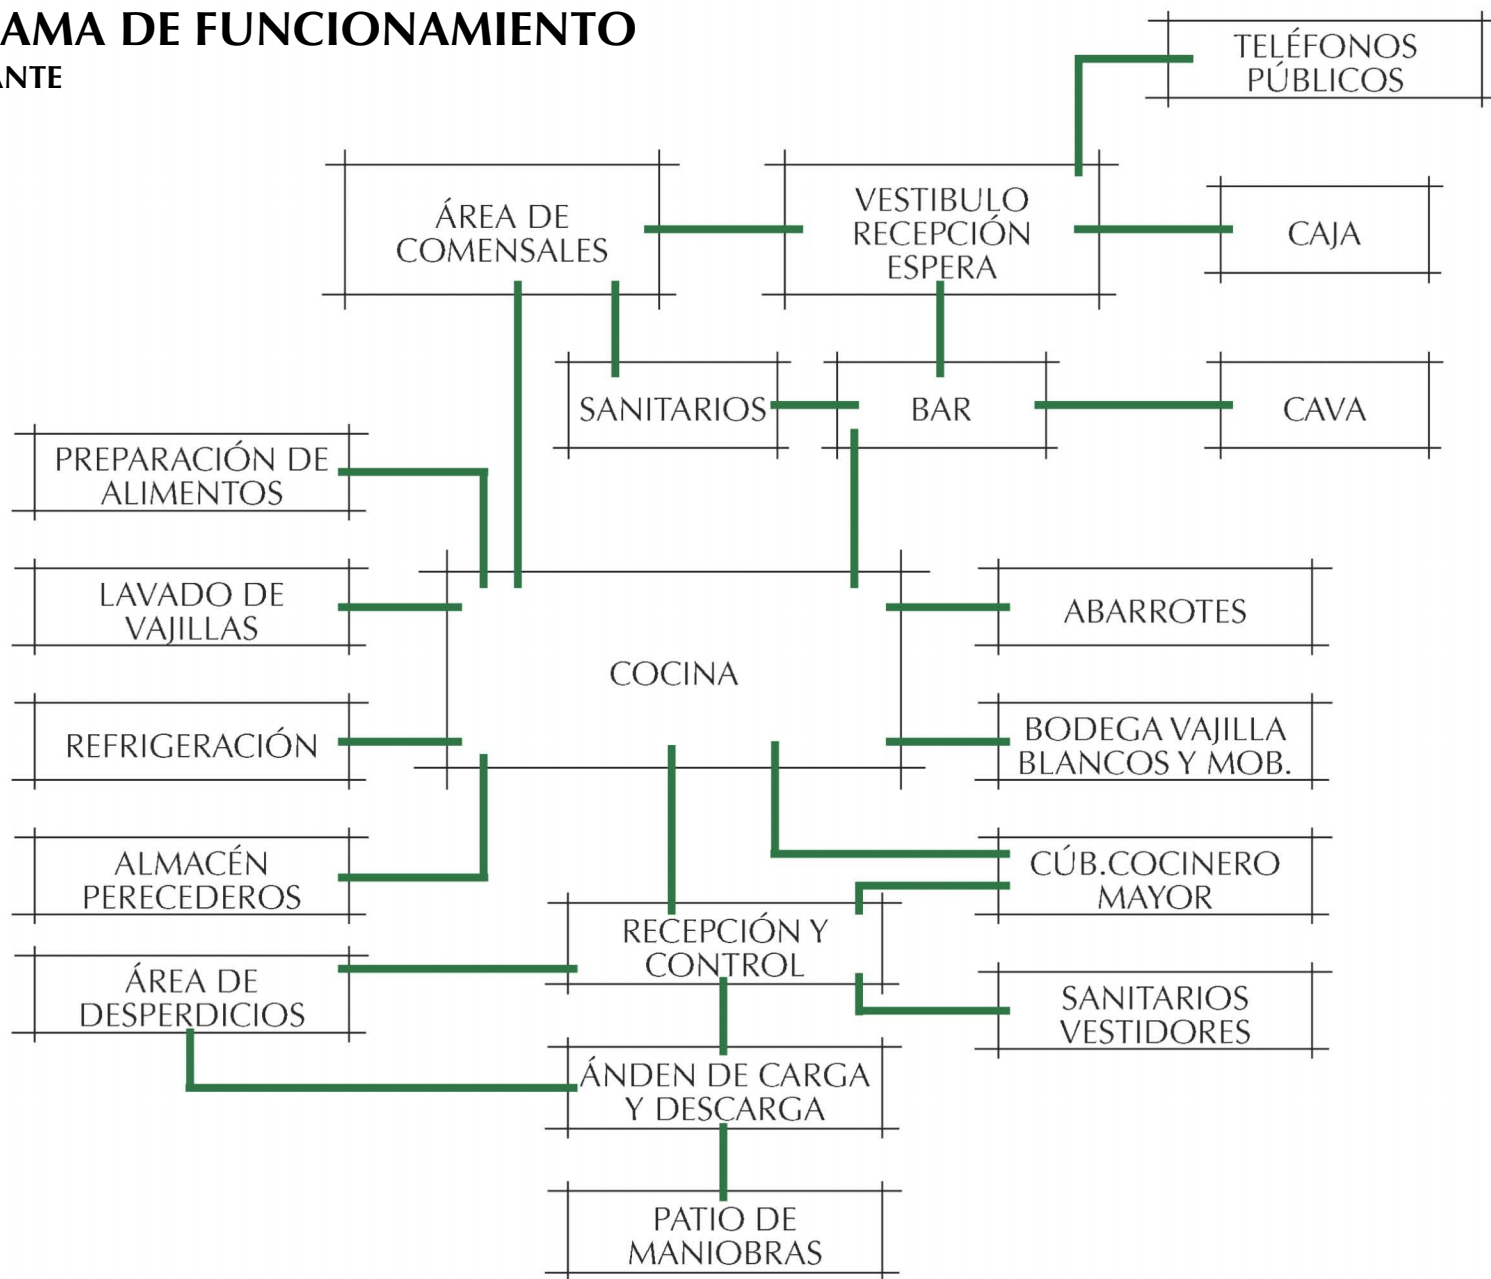 AMA DE FUNCIONAMIENTO
ANTE
TELÉFONOS
PÚBLICOS
ÁREA DE
COMENSALES
VESTIBULO
RECEPCIÓN
ESPERA
CAJA
SANITARIOS
BAR
CAVA
PREPARACIÓN DE
ALIMENTOS
LAVADO DE
VAJILLAS
ABARROTES
COCINA
REFRIGERACIÓN
BODEGA VAJILLA
BLANCOS Y MOB.
ALMACÉN
PERECEDEROS
CÚB.COCINERO
MAYOR
RECEPCIÓN Y
CONTROL
ÁREA DE
DESPERDICIOS
SANITARIOS
VESTIDORES
ÁNDEN DE CARGA
Y DESCARGA
PATIO DE
MANIOBRAS